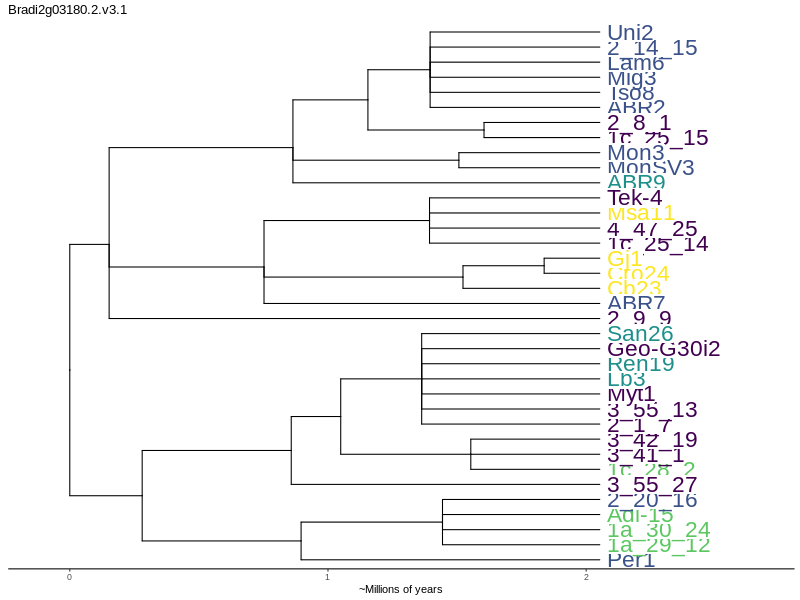 Bradi2g03180.2.v3.1
Uni2
2_14_15
Lam6
Mig3
Tso8
ABR2
2_8_1
1c_25_15
Mon3
MonSV3
ABR9
Tek-4
Msa11
4_47_25
1c_25_14
Gj1
Cro24
Cb23
ABR7
2_9_9
San26
Geo-G30i2
Ren19
Lb3
Myt1
3_55_13
2_1_7
3_42_19
3_41_1
1c_28_2
3_55_27
2_20_16
Adi-15
1a_30_24
1a_29_12
Per1
0 1 2
~Millions of years